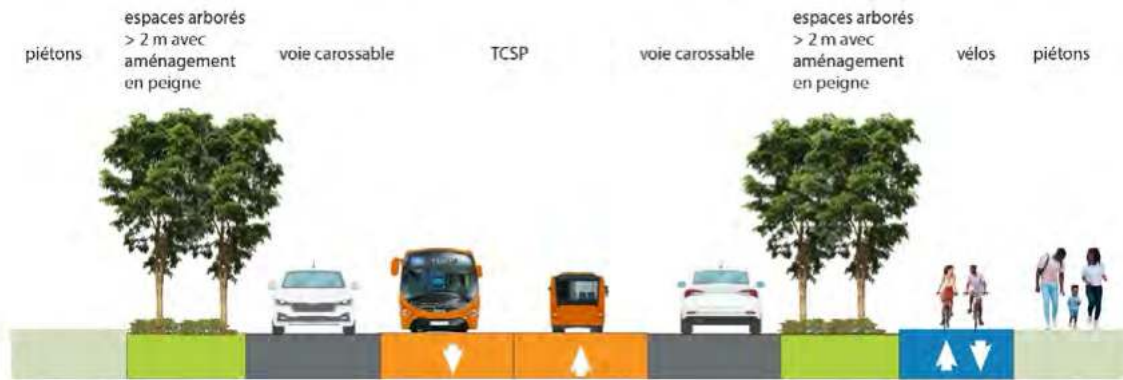 piétons
espaces arborés
> 2 m avec
aménagement
en peigne
voie carossable
TCSP
voie carossable
espaces arborés
> 2 m avec
aménagement
en peigne
vélos
piétons